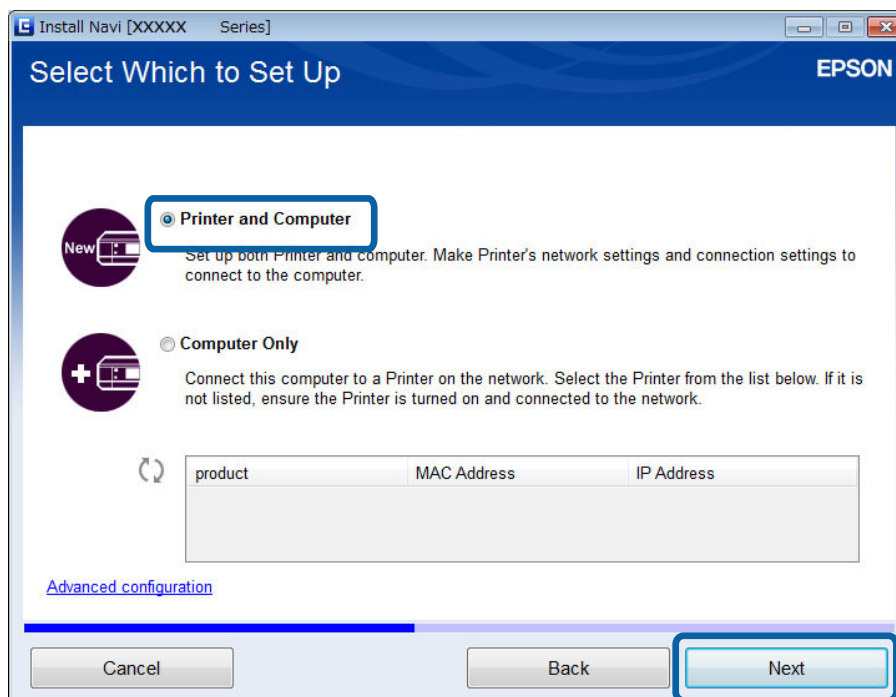 Install Navi [XXXXX Series]
Select Which to Set Up
EPSON
New
Printer and Computer
Set up both Printer and computer. Make Printer's network settings and connection settings to
connect to the computer.
Computer Only
Connect this computer to a Printer on the network. Select the Printer from the list below. If it is
not listed, ensure the Printer is turned on and connected to the network.
product MAC Address IP Address
Advanced configuration
Cancel Back Next